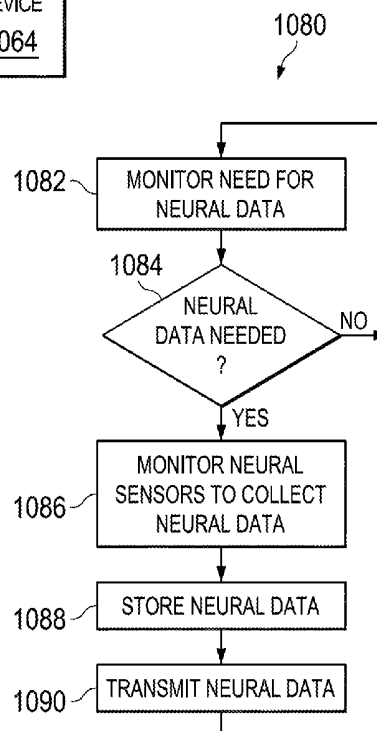 EVICE
064
1080
1082
MONITOR NEED FOR
NEURAL DATA
1084
NEURAL
DATA NEEDED
?
NO
YES
1086
MONITOR NEURAL
SENSORS TO COLLECT
NEURAL DATA
1088
STORE NEURAL DATA
1090
TRANSMIT NEURAL DATA